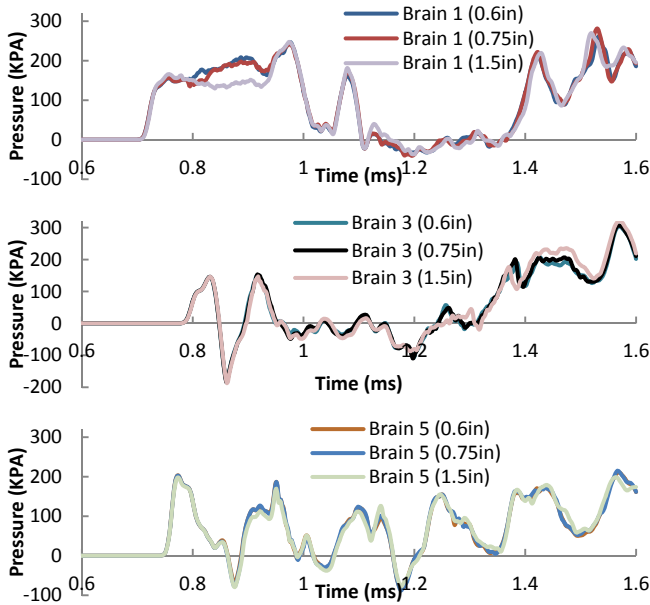 300
Brain 1 (0.6in)
Brain 1 (0.75in)
Brain 1 (1.5in)
200
100
0
-100
Pressure (KPA)
0.6 0.8 1 1.2 1.4 1.6
Time (ms)
300
Brain 3 (0.6in)
Brain 3 (0.75in)
Brain 3 (1.5in)
200
100
0
-100
-200
Pressure (KPA)
0.6 0.8 1 1.2 1.4 1.6
Time (ms)
300
Brain 5 (0.6in)
Brain 5 (0.75in)
Brain 5 (1.5in)
200
100
0
-100
Pressure (KPA)
0.6 0.8 1 1.2 1.4 1.6
Time (ms)